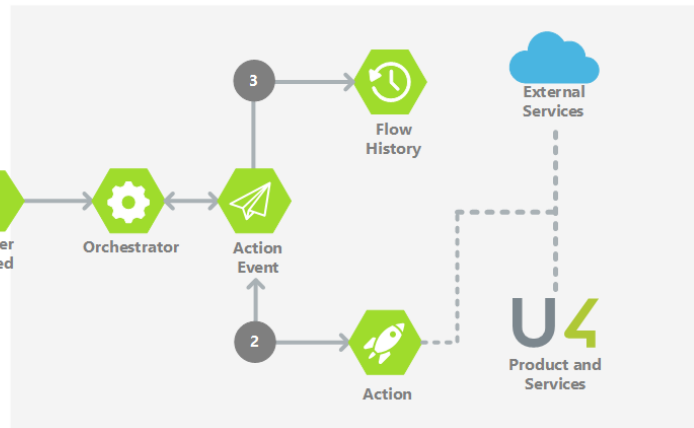 3
External
Services
Flow
History
Orchestrator
Action
Event
2
U4
Product and
Services
Action